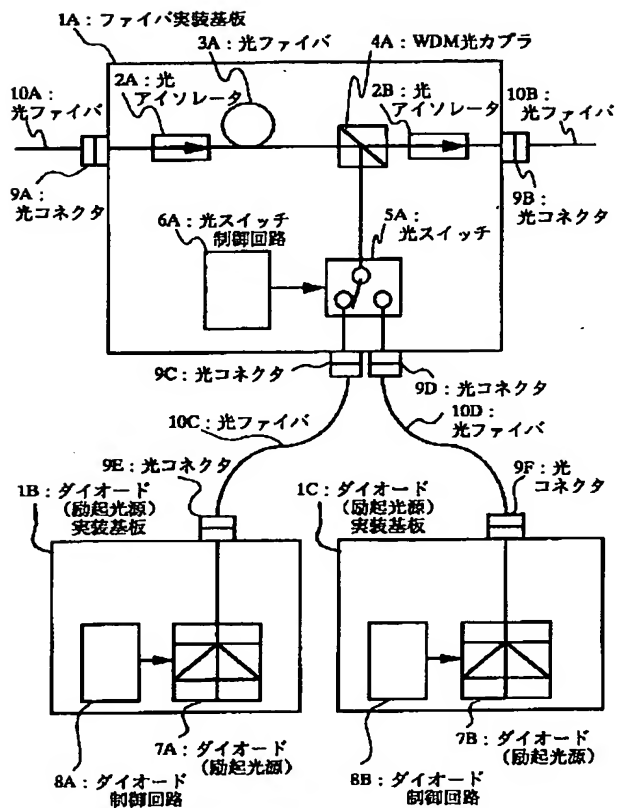 1A：ファイバ実装基板
3A：光ファイバ
4A：WDM光カプラ
10A：
光ファイバ
2A：光
アイソレータ
2B：光
アイソレータ
10B：
光ファイバ
9A：
光コネクタ
9B：
光コネクタ
6A：光スイッチ
制御回路
5A：
光スイッチ
9C：光コネクタ
9D：光コネクタ
10C：光ファイバ
10D：
光ファイバ
9E：
光コネクタ
9F：光
コネクタ
1B：ダイオード
（励起光源）
実装基板
1C：ダイオード
（励起光源）
実装基板
7A：ダイオード
（励起光源）
7B：ダイオード
（励起光源）
8A：ダイオード
制御回路
8B：ダイオード
制御回路